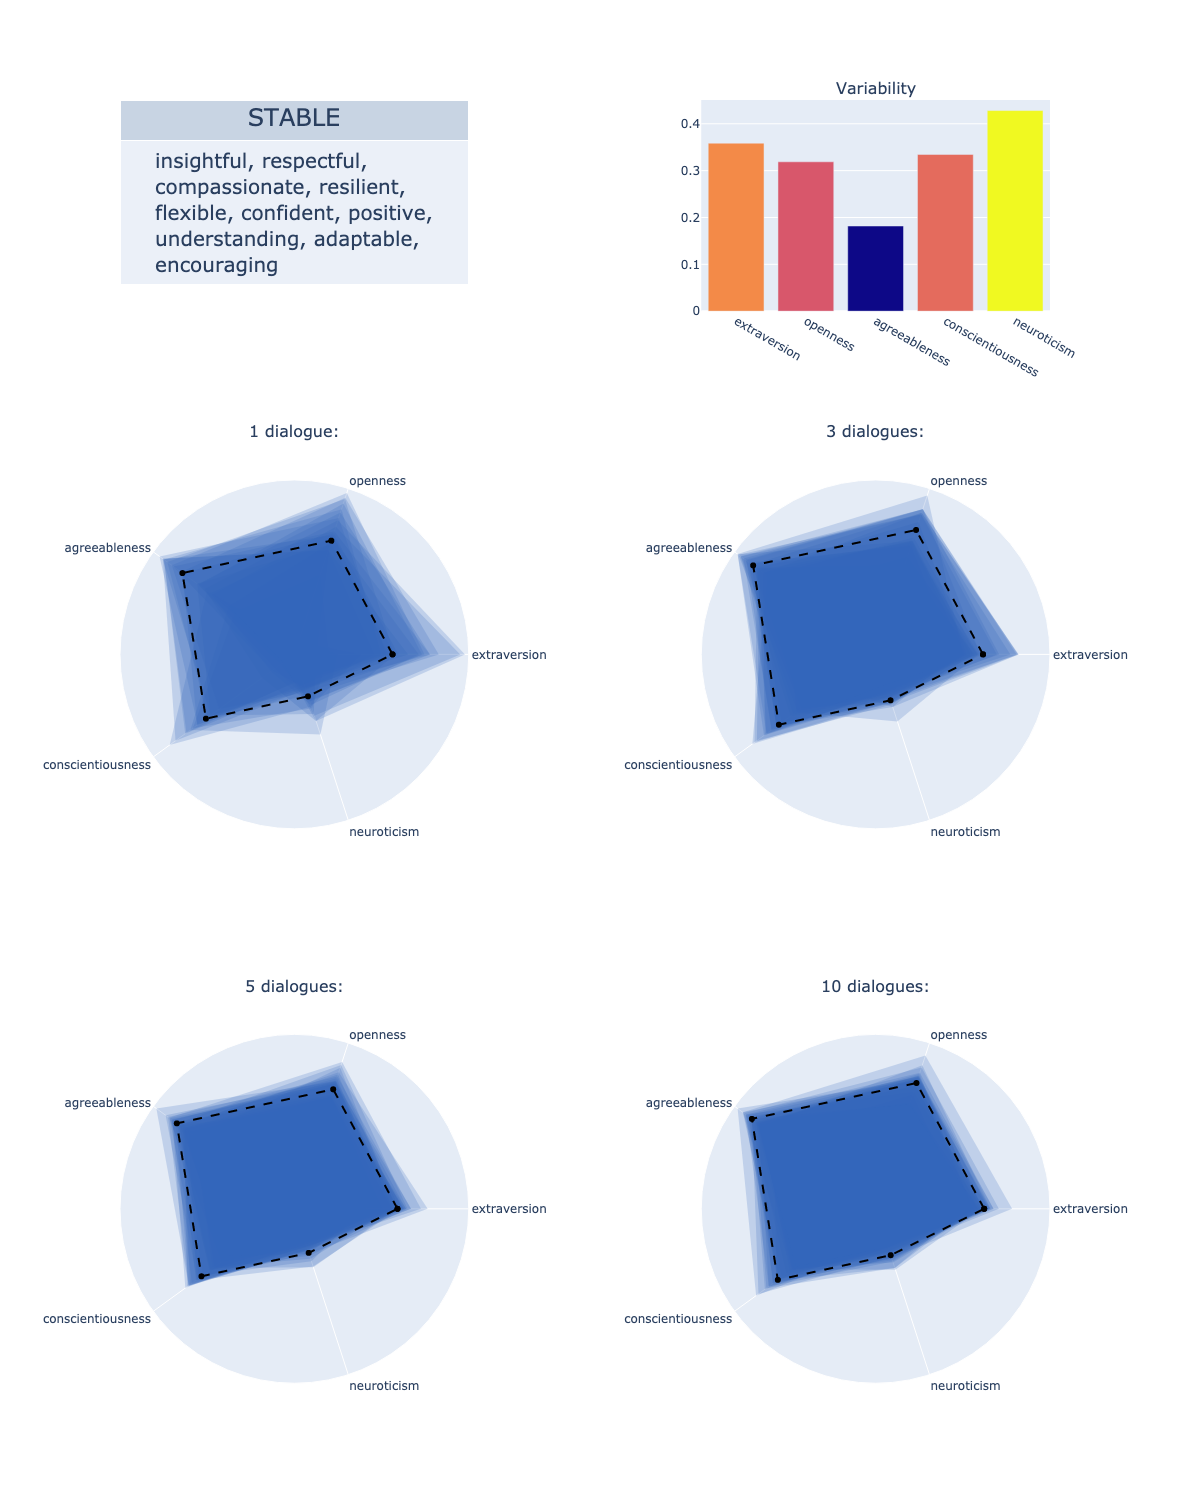 STABLE
insightful, respectful,
compassionate, resilient,
flexible, confident, positive,
understanding, adaptable,
encouraging
Variability
0.4
0.3
0.2
0.1
0
extraversion
openness
agreeableness
conscientiousness
neuroticism
1 dialogue:
openness
agreeableness
extraversion
conscientiousness
neuroticism
3 dialogues:
openness
agreeableness
extraversion
conscientiousness
neuroticism
5 dialogues:
openness
agreeableness
extraversion
conscientiousness
neuroticism
10 dialogues:
openness
agreeableness
extraversion
conscientiousness
neuroticism